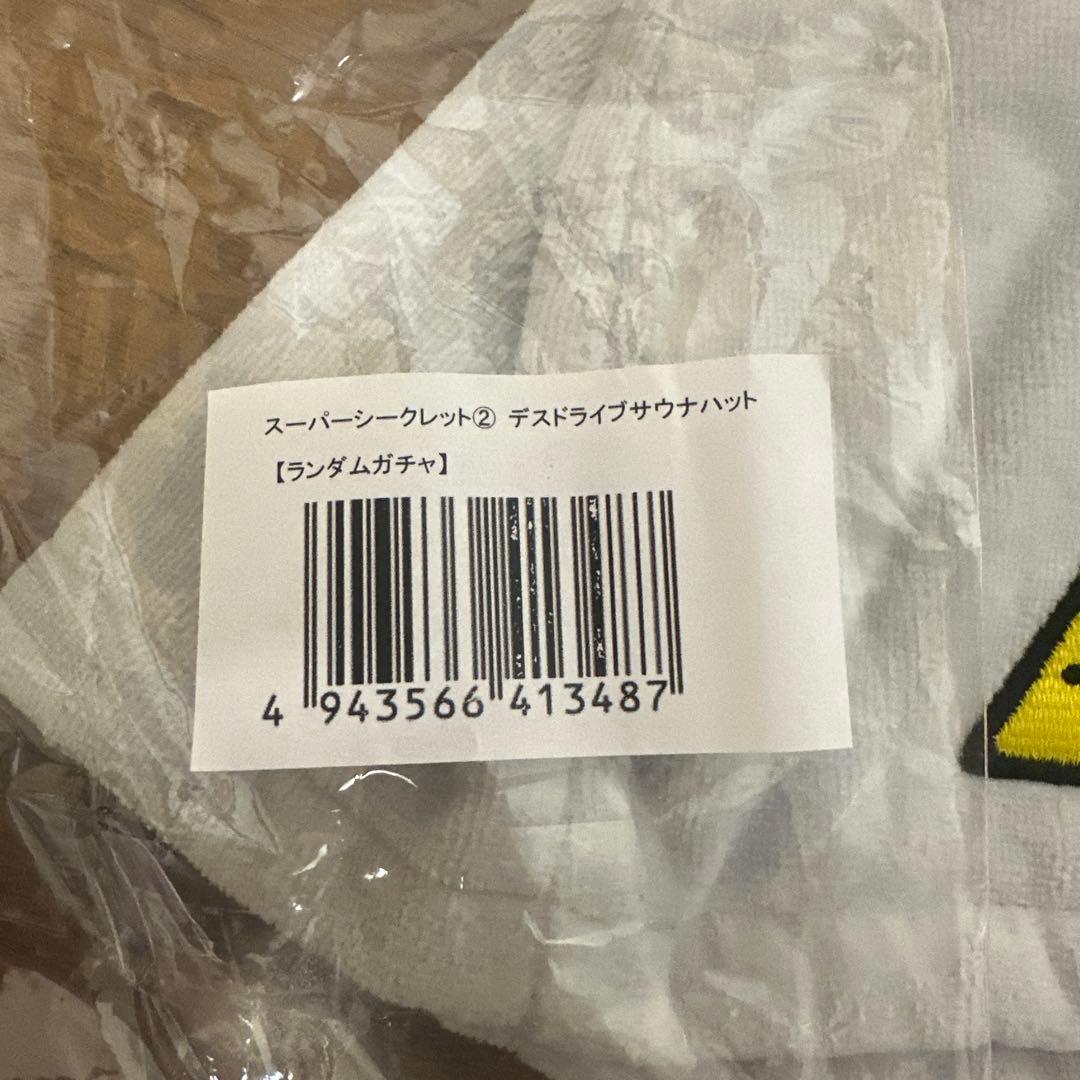 スーパーシークレット② デスドライブサウナハット
【ランダムガチャ】
4 943566 413487